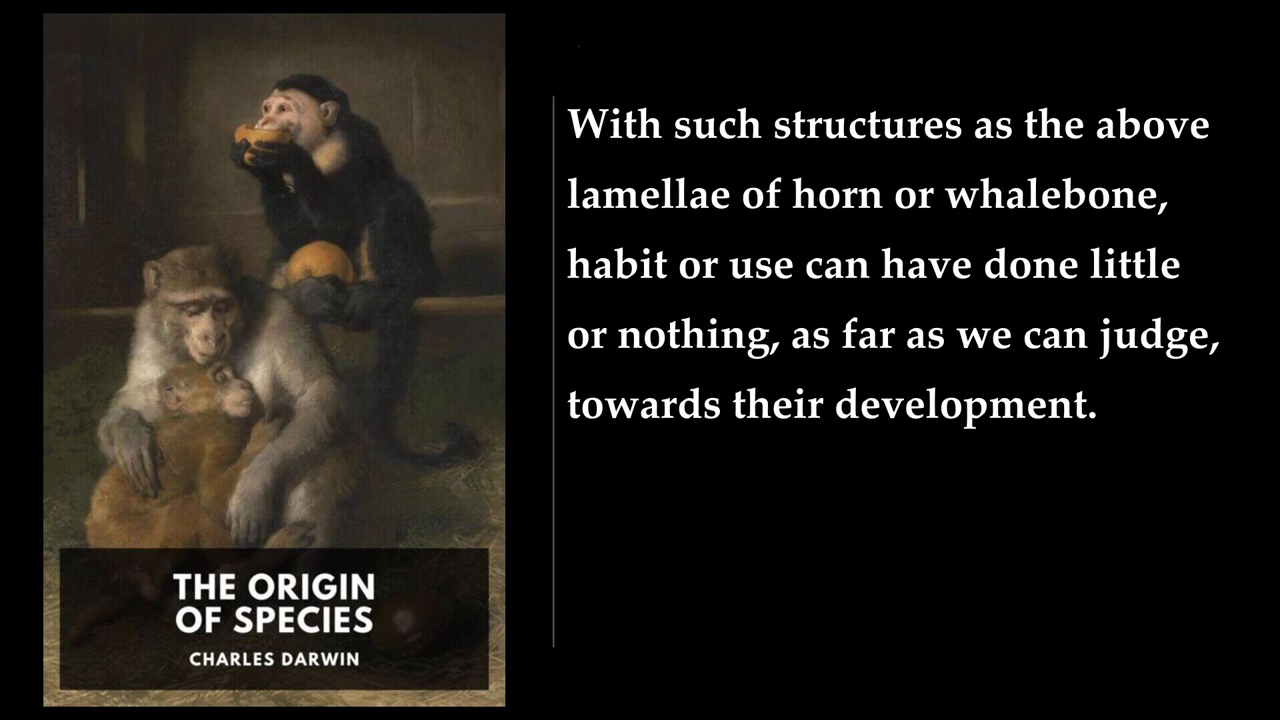 With such structures as the above
lamellae of horn or whalebone,
habit or use can have done little
or nothing, as far as we can judge,
towards their development.
THE ORIGIN
OF SPECIES
CHARLES DARWIN